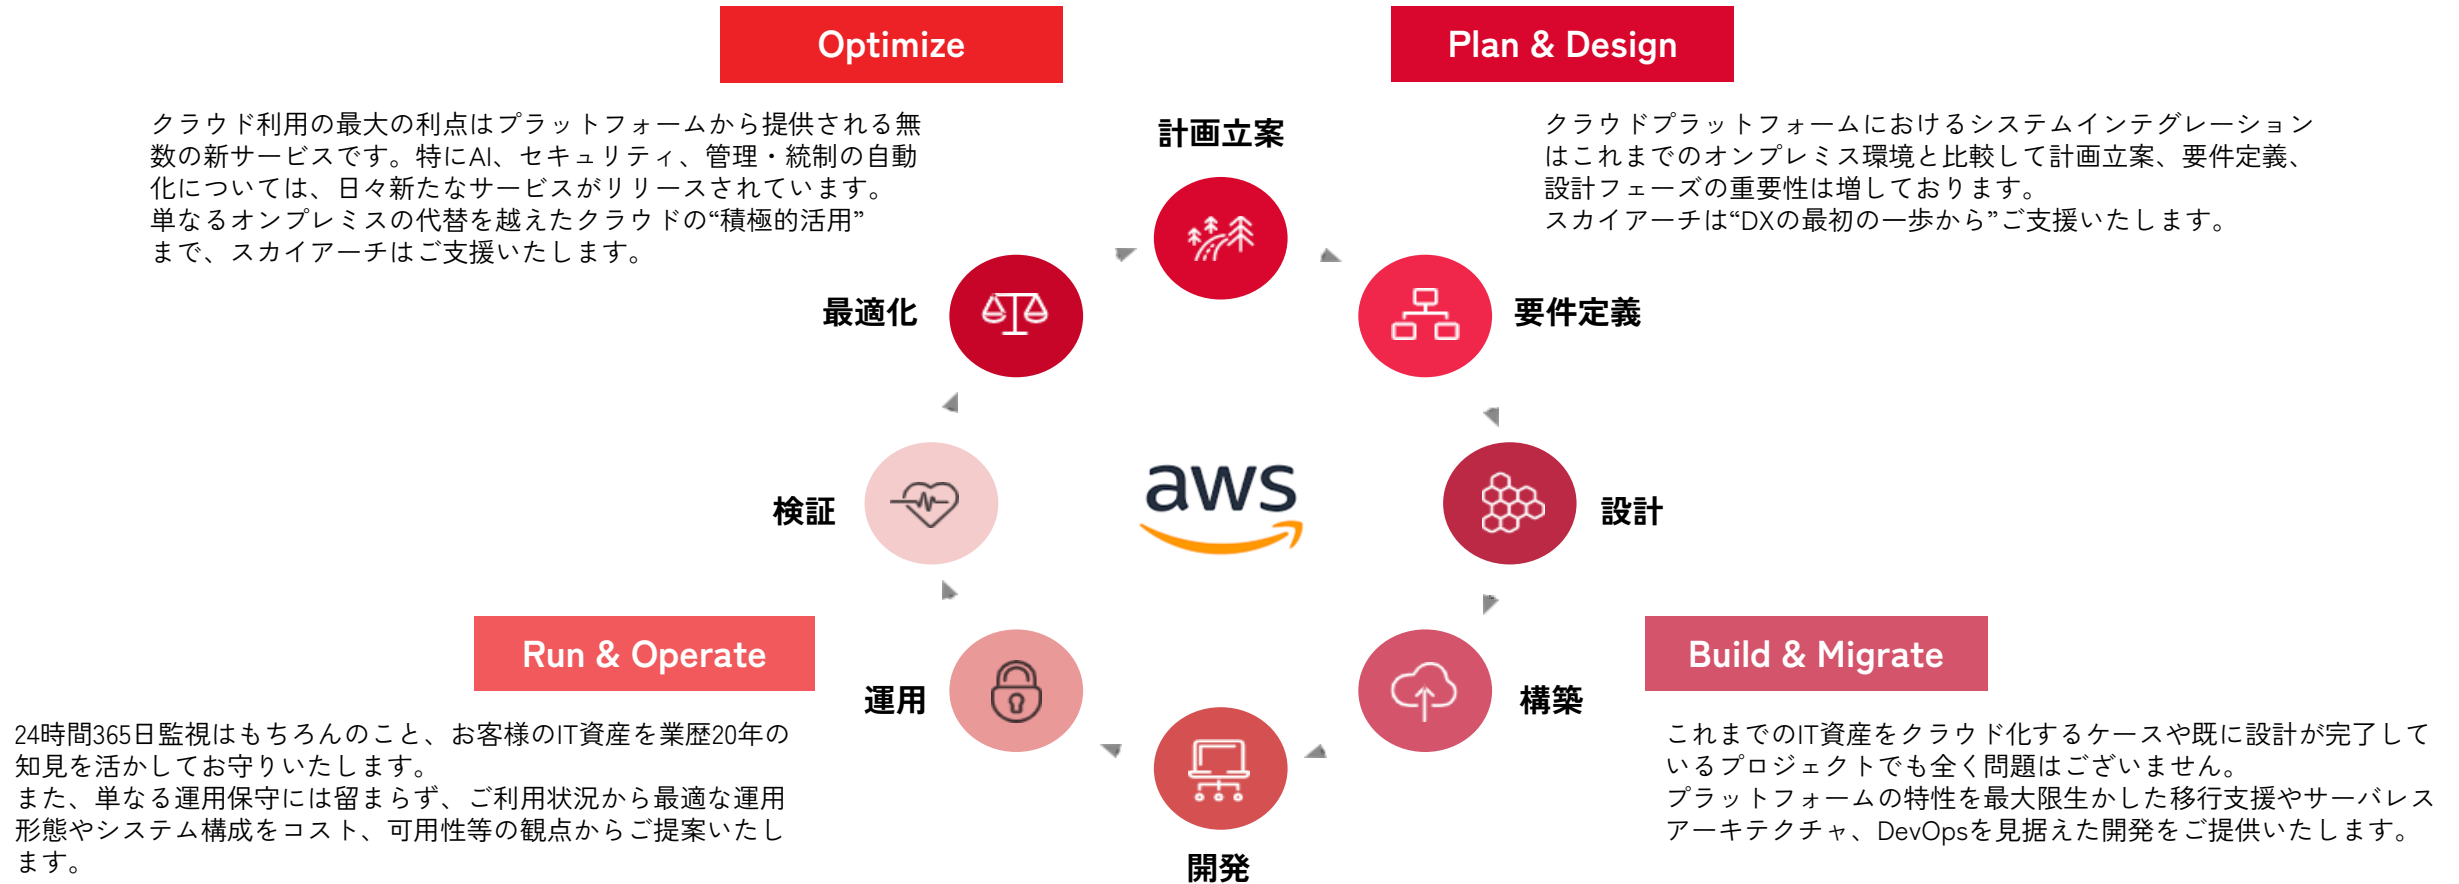 Optimize
クラウド利用の最大の利点はプラットフォームから提供される無
数の新サービスです。特にAI、セキュリティ、管理・統制の自動
化については、日々新たなサービスがリリースされています。
単なるオンプレミスの代替を越えたクラウドの“積極的活用”
まで、スカイアーチはご支援いたします。
Plan & Design
クラウドプラットフォームにおけるシステムインテグレーション
はこれまでのオンプレミス環境と比較して計画立案、要件定義、
設計フェーズの重要性は増しております。
スカイアーチは“DXの最初の一歩から”ご支援いたします。
計画立案
最適化
要件定義
検証
aws
設計
運用
構築
開発
Run & Operate
24時間365日監視はもちろんのこと、お客様のIT資産を業歴20年の
知見を活かしてお守りいたします。
また、単なる運用保守には留まらず、ご利用状況から最適な運用
形態やシステム構成をコスト、可用性等の観点からご提案いたし
ます。
Build & Migrate
これまでのIT資産をクラウド化するケースや既に設計が完了して
いるプロジェクトでも全く問題はございません。
プラットフォームの特性を最大限生かした移行支援やサーバレス
アーキテクチャ、DevOpsを見据えた開発をご提供いたします。